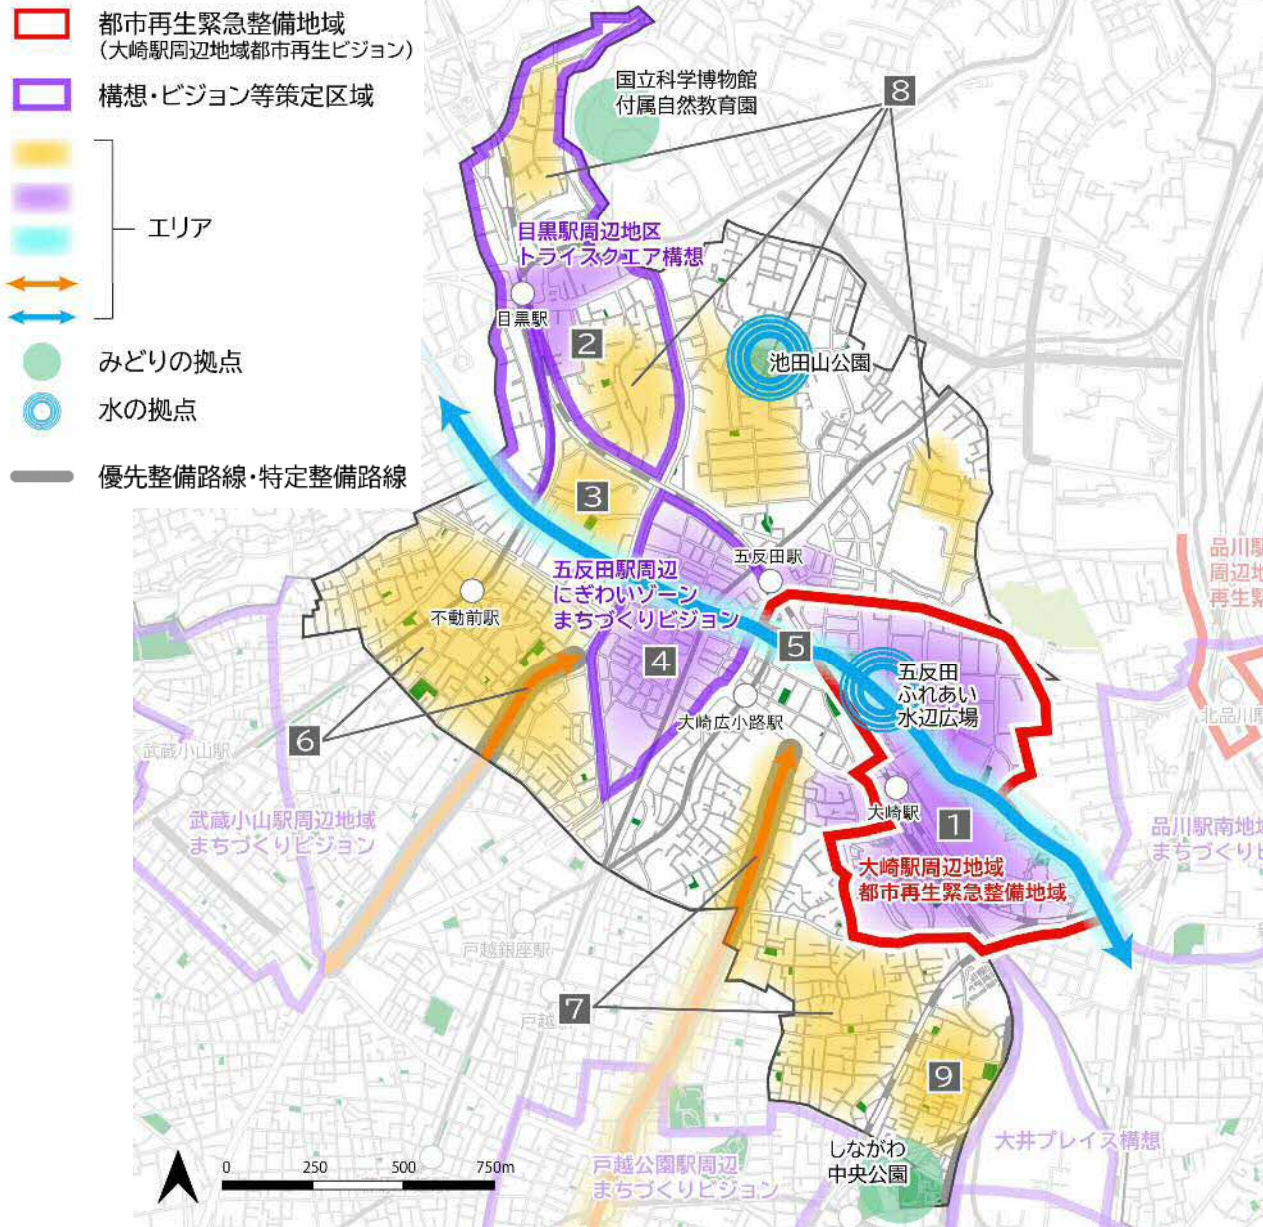 都市再生緊急整備地域
(大崎駅周辺地域都市再生ビジョン)
構想・ビジョン等策定区域
エリア
みどりの拠点
水の拠点
優先整備路線・特定整備路線
国立科学博物館
付属自然教育園
8
目黒駅周辺地区
トライスクエア構想
目黒駅
2
池田山公園
3
五反田駅
五反田駅周辺
にぎわいゾーン
まちづくりビジョン
不動前駅
4
5
五反田
ふれあい
水辺広場
大崎広小路駅
6
武蔵小山駅
武蔵小山駅周辺地域
まちづくりビジョン
大崎駅
1
大崎駅周辺地域
都市再生緊急整備地域
品川駅
周辺地
再生緊
北品川駅
品川駅南地
まちづくりビ
戸越銀座駅
戸越
7
9
しながわ
中央公園
大井プレイス構想
戸越公園駅周辺
まちづくりビジョン
0 250 500 750m